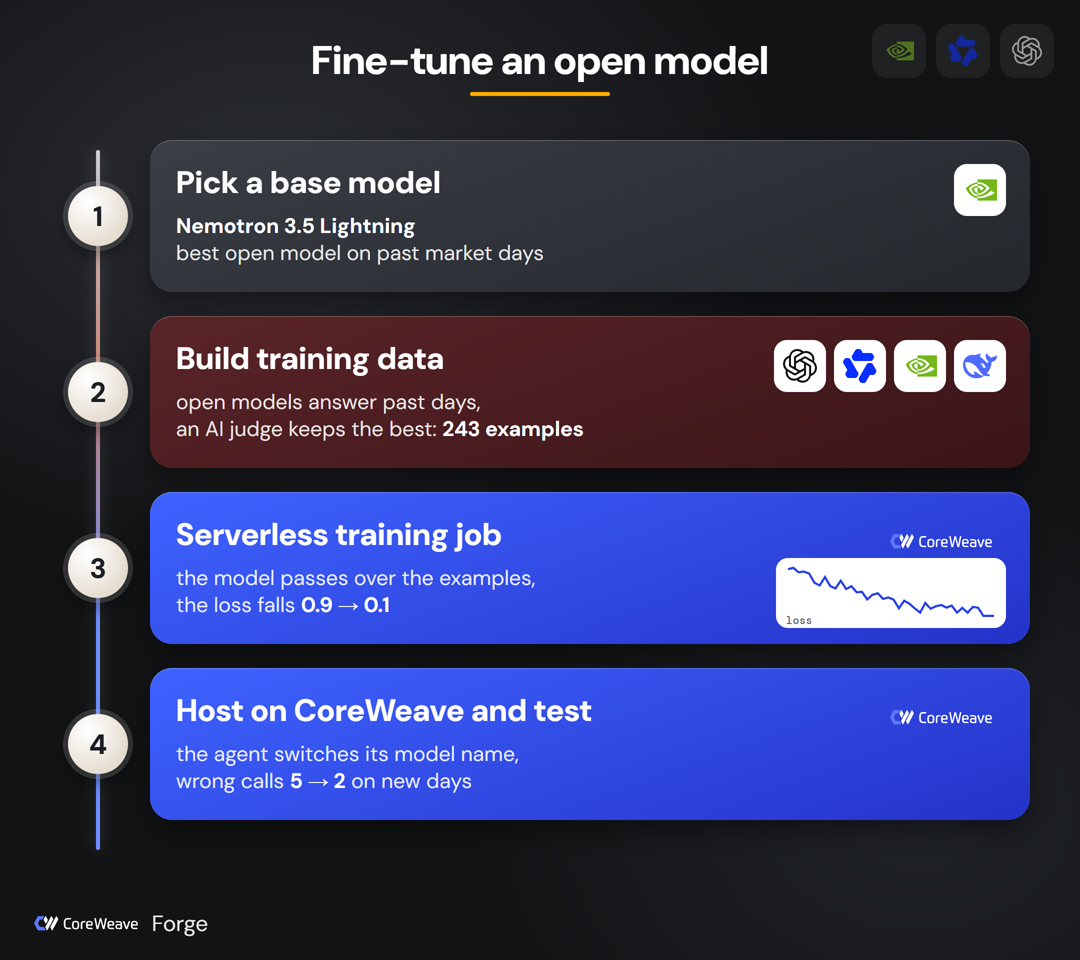 Fine-tune an open model
1
Pick a base model
Nemotron 3.5 Lightning
best open model on past market days
2
Build training data
open models answer past days,
an AI judge keeps the best: 243 examples
3
Serverless training job
the model passes over the examples,
the loss falls 0.9 → 0.1
CoreWeave
loss
4
Host on CoreWeave and test
the agent switches its model name,
wrong calls 5 → 2 on new days
CoreWeave
CoreWeave Forge